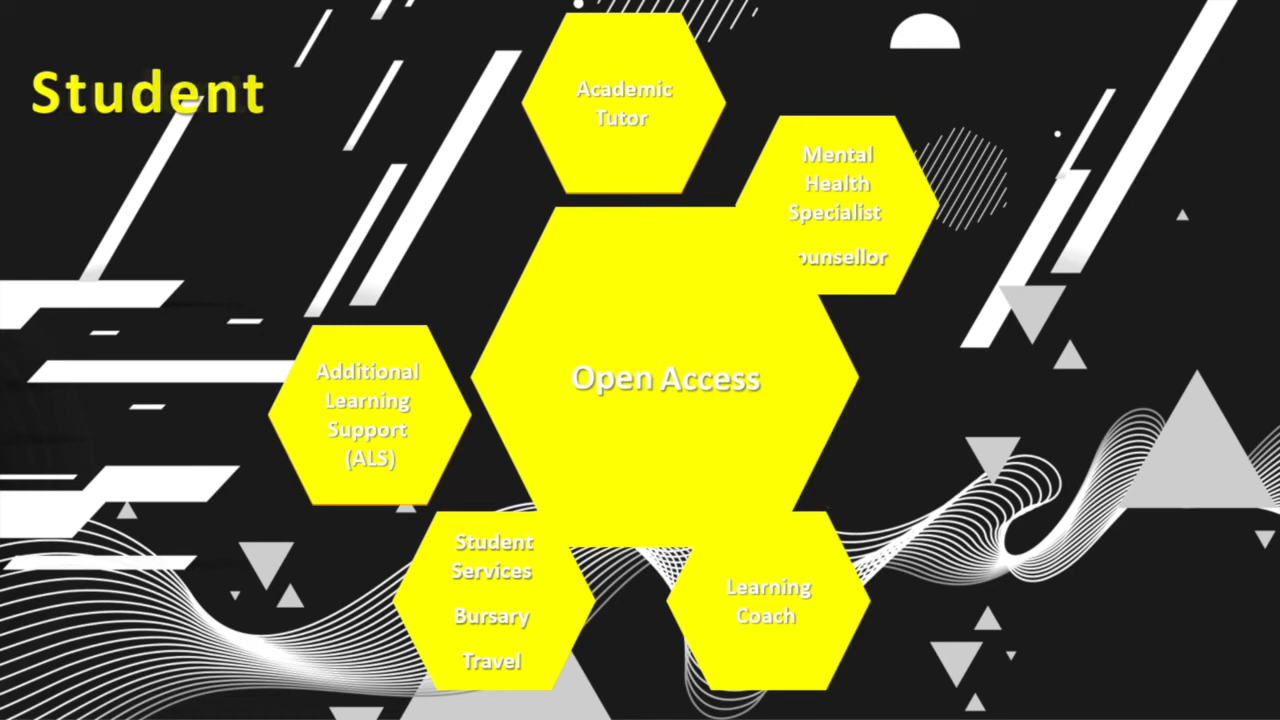 Student
Academic
Tutor
Mental
Health
Specialist
ounsellor
Open Access
Additional
Learning
Support
(ALS)
Student
Services
Bursary
Travel
Learning
Coach